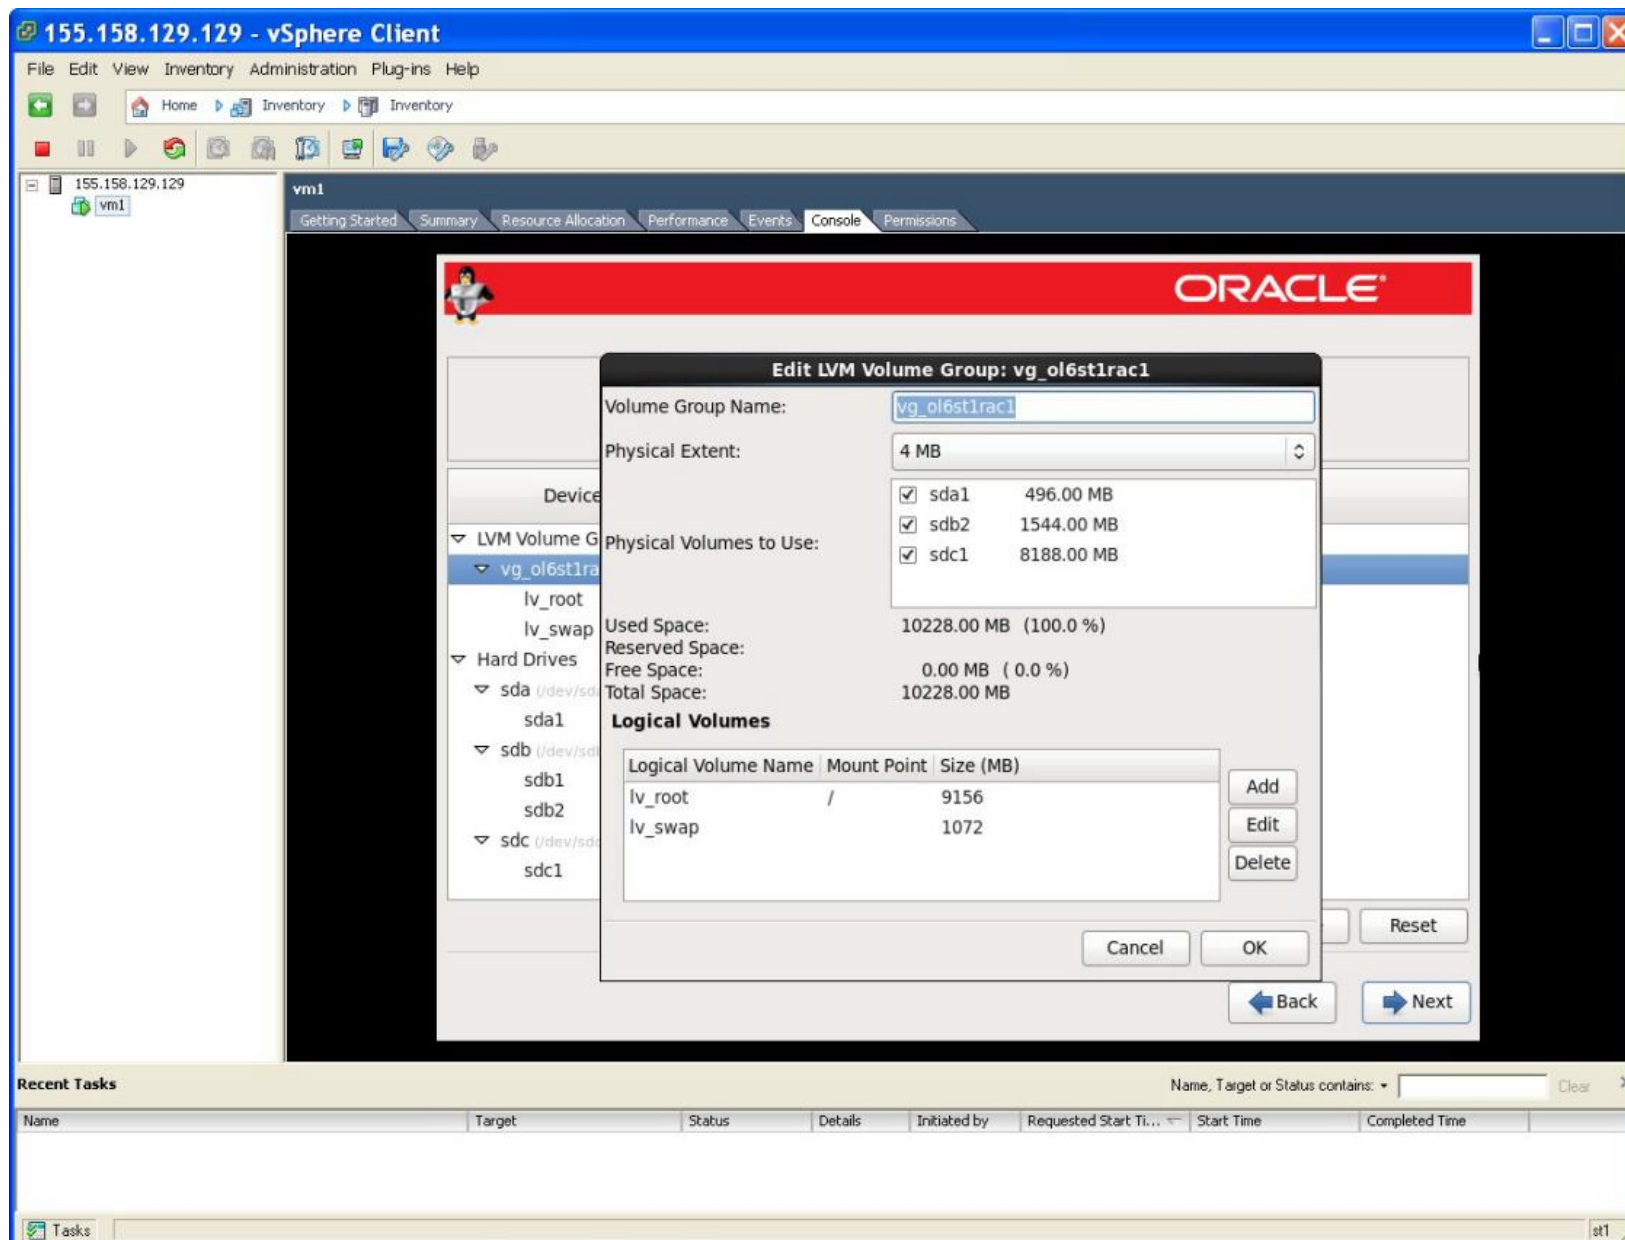 155.158.129.129 - vSphere Client
File Edit View Inventory Administration Plug-ins Help
Home Inventory Inventory
155.158.129.129
vm1
vm1
Getting Started Summary Resource Allocation Performance Events Console Permissions
ORACLE
Edit LVM Volume Group: vg_ol6st1rac1
Volume Group Name: vg_ol6st1rac1
Physical Extent: 4 MB
Physical Volumes to Use:
sda1 496.00 MB
sdb2 1544.00 MB
sdc1 8188.00 MB
Used Space: 10228.00 MB (100.0 %)
Reserved Space:
Free Space: 0.00 MB ( 0.0 %)
Total Space: 10228.00 MB
Logical Volumes
Logical Volume Name Mount Point Size (MB)
lv_root / 9156
lv_swap 1072
Add
Edit
Delete
Cancel OK
Device
LVM Volume G
vg_ol6st1ra
lv_root
lv_swap
Hard Drives
sda (/dev/sd
sda1
sdb (/dev/sd
sdb1
sdb2
sdc (/dev/sd
sdc1
Reset
Back Next
Recent Tasks
Name, Target or Status contains: Clear
Name Target Status Details Initiated by Requested Start Ti... Start Time Completed Time
Tasks
st1